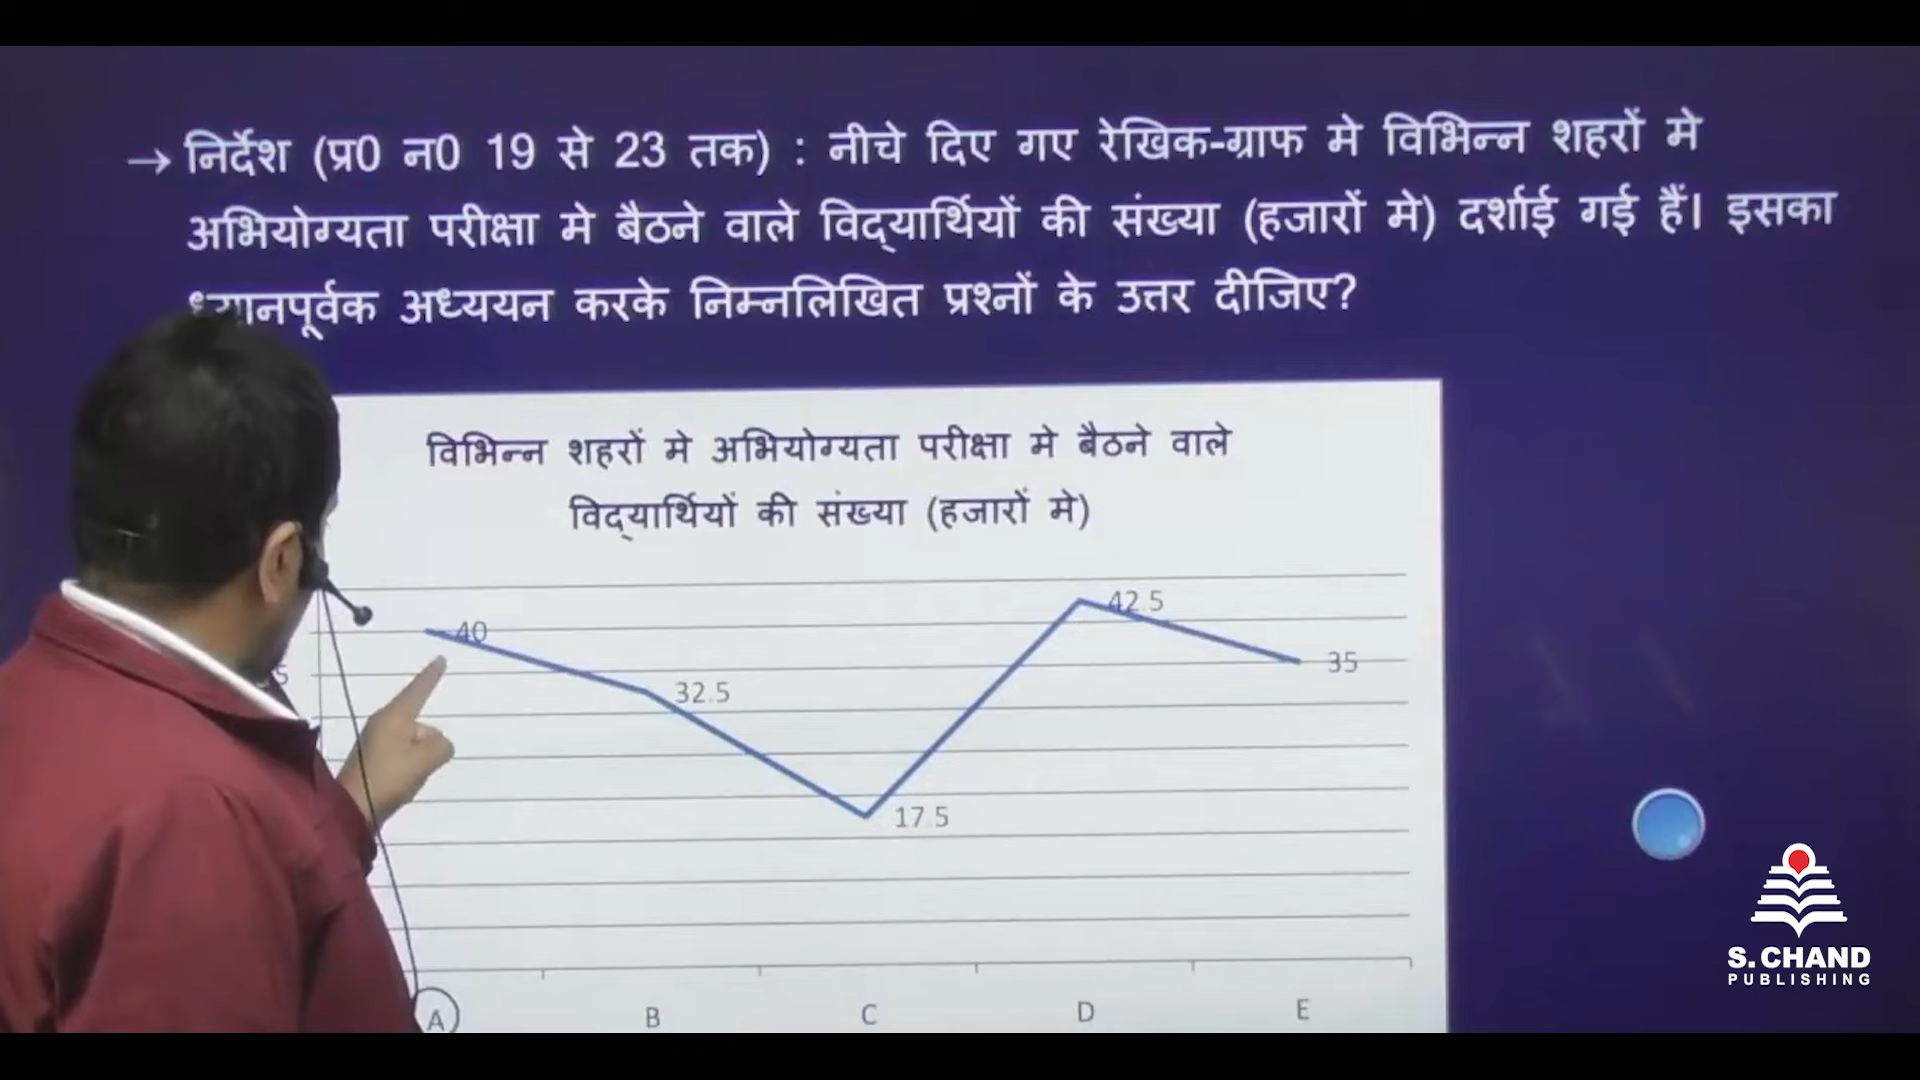 → निर्देश (प्र0 न0 19 से 23 तक) : नीचे दिए गए रेखिक-ग्राफ मे विभिन्न शहरों मे
अभियोग्यता परीक्षा मे बैठने वाले विद्यार्थियों की संख्या (हजारों मे) दर्शाई गई हैं। इसका
ध्यानपूर्वक अध्ययन करके निम्नलिखित प्रश्नों के उत्तर दीजिए?
विभिन्न शहरों मे अभियोग्यता परीक्षा मे बैठने वाले
विद्यार्थियों की संख्या (हजारों मे)
42.5
40
35
32.5
17.5
A B C D E
S. CHAND
PUBLISHING